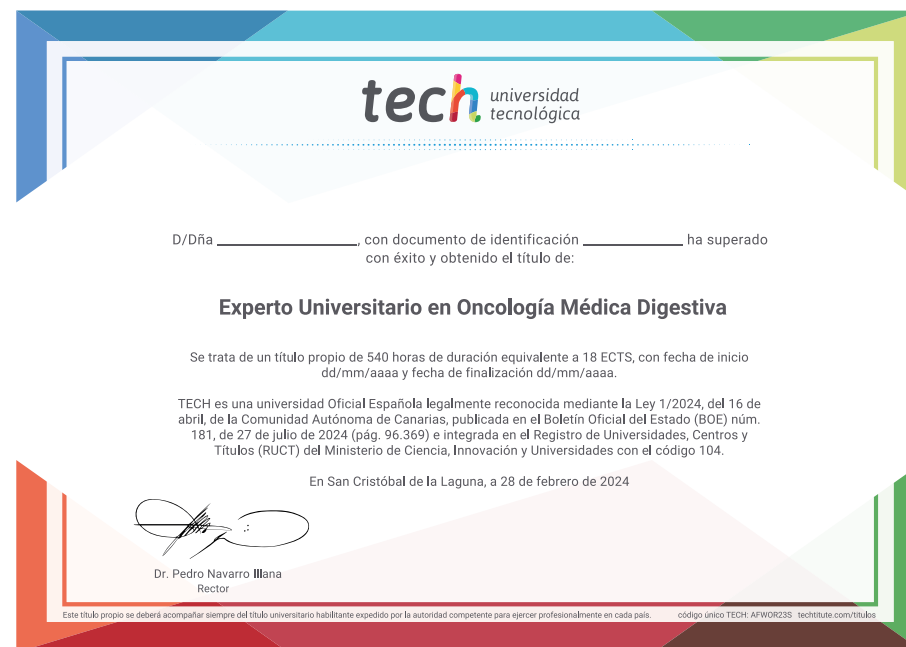 tech universidad
tecnológica
D/Dña ________________, con documento de identificación ____________ ha superado
con éxito y obtenido el título de:
Experto Universitario en Oncología Médica Digestiva
Se trata de un título propio de 540 horas de duración equivalente a 18 ECTS, con fecha de inicio
dd/mm/aaaa y fecha de finalización dd/mm/aaaa.
TECH es una universidad Oficial Española legalmente reconocida mediante la Ley 1/2024, del 16 de
abril, de la Comunidad Autónoma de Canarias, publicada en el Boletín Oficial del Estado (BOE) núm.
181, de 27 de julio de 2024 (pág. 96.369) e integrada en el Registro de Universidades, Centros y
Títulos (RUCT) del Ministerio de Ciencia, Innovación y Universidades con el código 104.
En San Cristóbal de la Laguna, a 28 de febrero de 2024
Dr. Pedro Navarro Illana
Rector
Este título propio se deberá acompañar siempre del título universitario habilitante expedido por la autoridad competente para ejercer profesionalmente en cada país. código único TECH: AFWOR23S techtitute.com/titulos